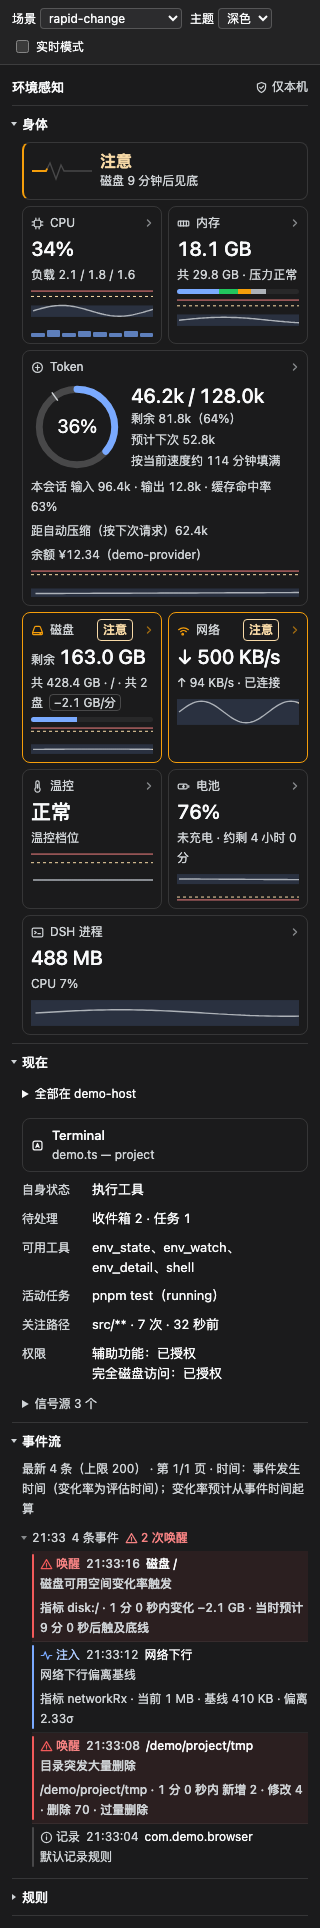 场景 rapid-change 主题 深色
实时模式
环境感知 仅本机
身体
注意
磁盘 9 分钟后见底
CPU
34%
负载 2.1 / 1.8 / 1.6
内存
18.1 GB
共 29.8 GB · 压力正常
Token
36%
46.2k / 128.0k
剩余 81.8k（64%）
预计下次 52.8k
按当前速度约 114 分钟填满
本会话 输入 96.4k · 输出 12.8k · 缓存命中率
63%
距自动压缩（按下次请求）62.4k
余额 ¥12.34（demo-provider）
磁盘 注意
剩余 163.0 GB
共 428.4 GB · / · 共 2
盘 −2.1 GB/分
网络 注意
↓ 500 KB/s
↑ 94 KB/s · 已连接
温控
正常
温控档位
电池
76%
未充电 · 约剩 4 小时 0
分
DSH 进程
488 MB
CPU 7%
现在
全部在 demo-host
Terminal
demo.ts — project
自身状态 执行工具
待处理 收件箱 2 · 任务 1
可用工具 env_state、env_watch、
env_detail、shell
活动任务 pnpm test（running）
关注路径 src/** · 7 次 · 32 秒前
权限 辅助功能：已授权
完全磁盘访问：已授权
信号源 3 个
事件流
最新 4 条（上限 200） · 第 1/1 页 · 时间：事件发生
时间（变化率为评估时间）；变化率预计从事件时间起
算
21:33 4 条事件 2 次唤醒
唤醒 21:33:16 磁盘 /
磁盘可用空间变化率触发
指标 disk:/ · 1 分 0 秒内变化 −2.1 GB · 当时预计
9 分 0 秒后触及底线
注入 21:33:12 网络下行
网络下行偏离基线
指标 networkRx · 当前 1 MB · 基线 410 KB · 偏离
2.33σ
唤醒 21:33:08 /demo/project/tmp
目录突发大量删除
/demo/project/tmp · 1 分 0 秒内 新增 2 · 修改 4
· 删除 70 · 过量删除
记录 21:33:04 com.demo.browser
默认记录规则
规则